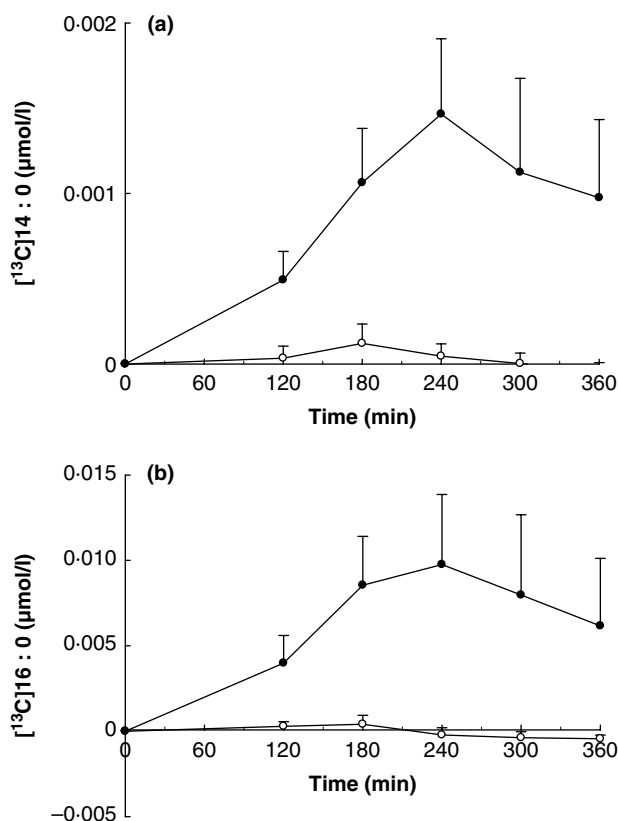 (a)
0·002
0·001
0
[¹³C]14 : 0 (µmol/l)
0 60 120 180 240 300 360
Time (min)
(b)
0·015
0·010
0·005
0
−0·005
[¹³C]16 : 0 (µmol/l)
0 60 120 180 240 300 360
Time (min)